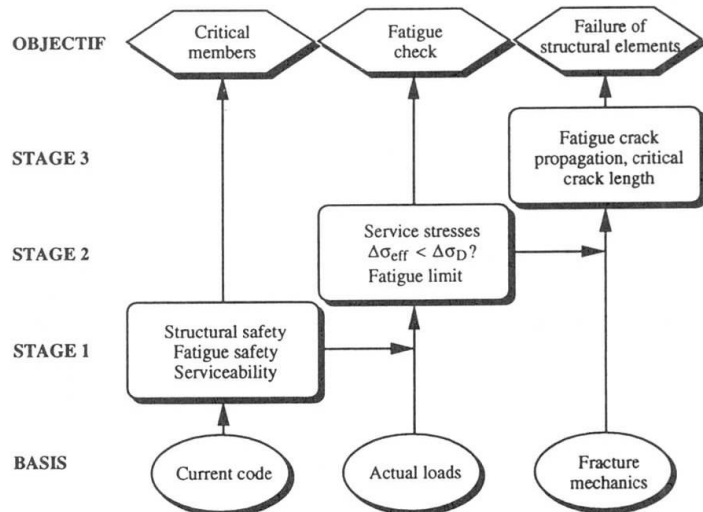 OBJECTIF
Critical
members
Fatigue
check
Failure of
structural elements
STAGE 3
Fatigue crack
propagation, critical
crack length
STAGE 2
Service stresses
Δσeff < ΔσD?
Fatigue limit
STAGE 1
Structural safety
Fatigue safety
Serviceability
BASIS
Current code
Actual loads
Fracture
mechanics